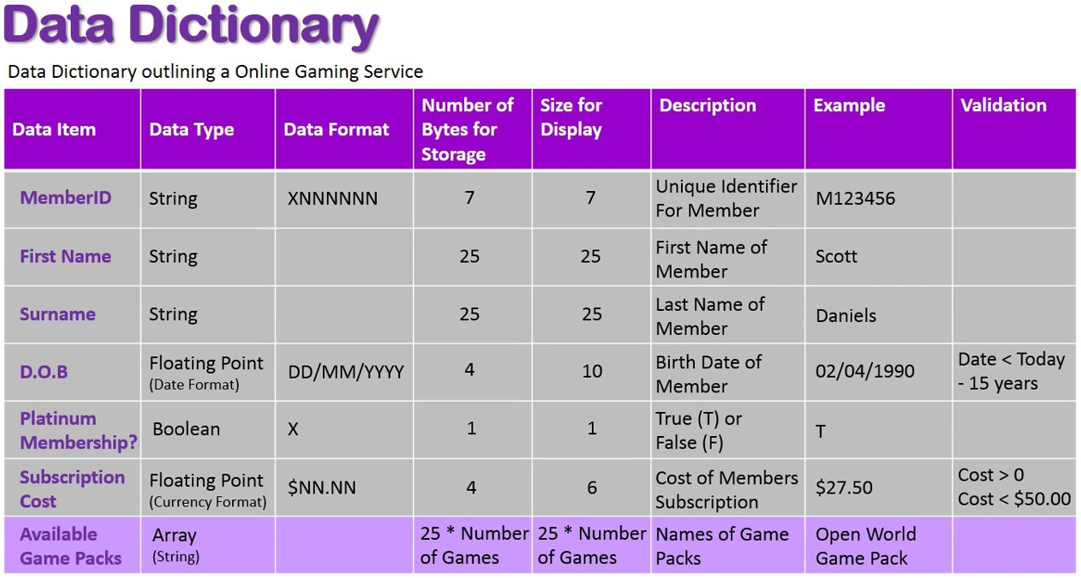 Data Dictionary
Data Dictionary outlining a Online Gaming Service
Data Item Data Type Data Format Number of Bytes for Storage Size for Display Description Example Validation
MemberID String XNNNNNN 7 7 Unique Identifier For Member M123456
First Name String 25 25 First Name of Member Scott
Surname String 25 25 Last Name of Member Daniels
D.O.B Floating Point (Date Format) DD/MM/YYYY 4 10 Birth Date of Member 02/04/1990 Date < Today - 15 years
Platinum Membership? Boolean X 1 1 True (T) or False (F) T
Subscription Cost Floating Point (Currency Format) $NN.NN 4 6 Cost of Members Subscription $27.50 Cost > 0 Cost < $50.00
Available Game Packs Array (String) 25 * Number of Games 25 * Number of Games Names of Game Packs Open World Game Pack